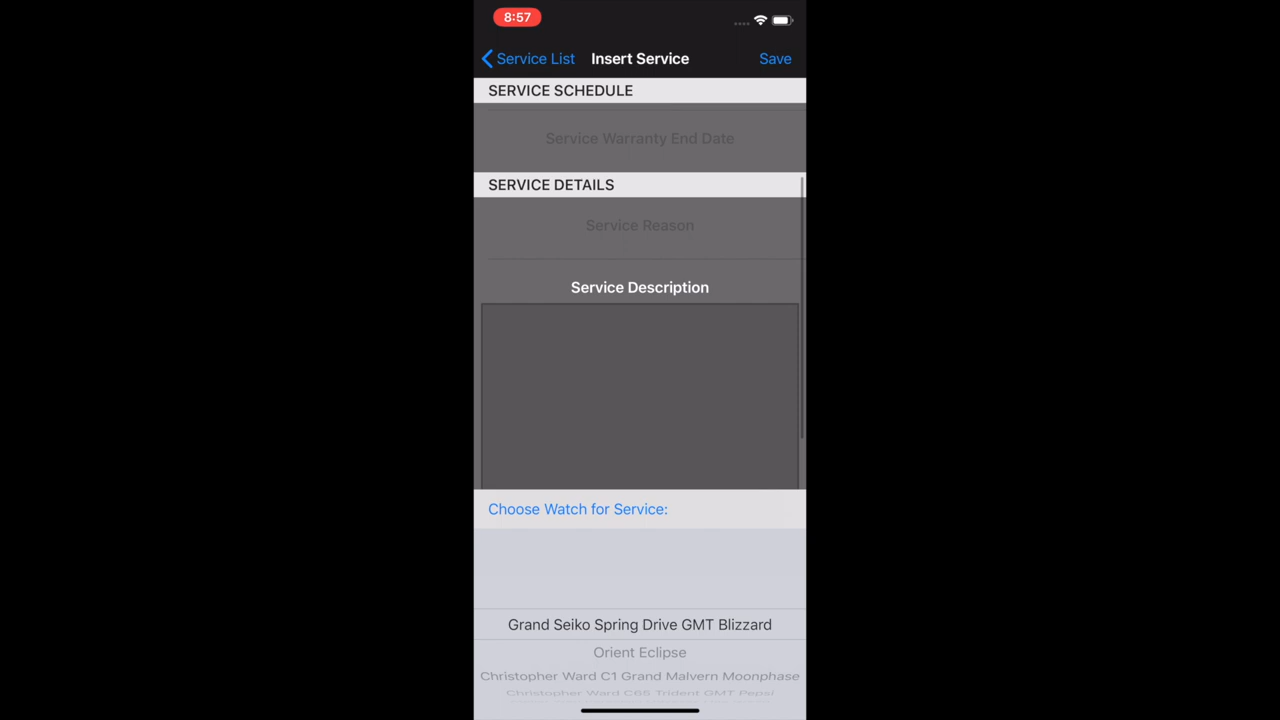 8:57
Service List Insert Service Save
SERVICE SCHEDULE
Service Warranty End Date
SERVICE DETAILS
Service Reason
Service Description
Choose Watch for Service:
Grand Seiko Spring Drive GMT Blizzard
Orient Eclipse
Christopher Ward C1 Grand Malvern Moonphase
Christopher Ward C65 Trident GMT Pepsi